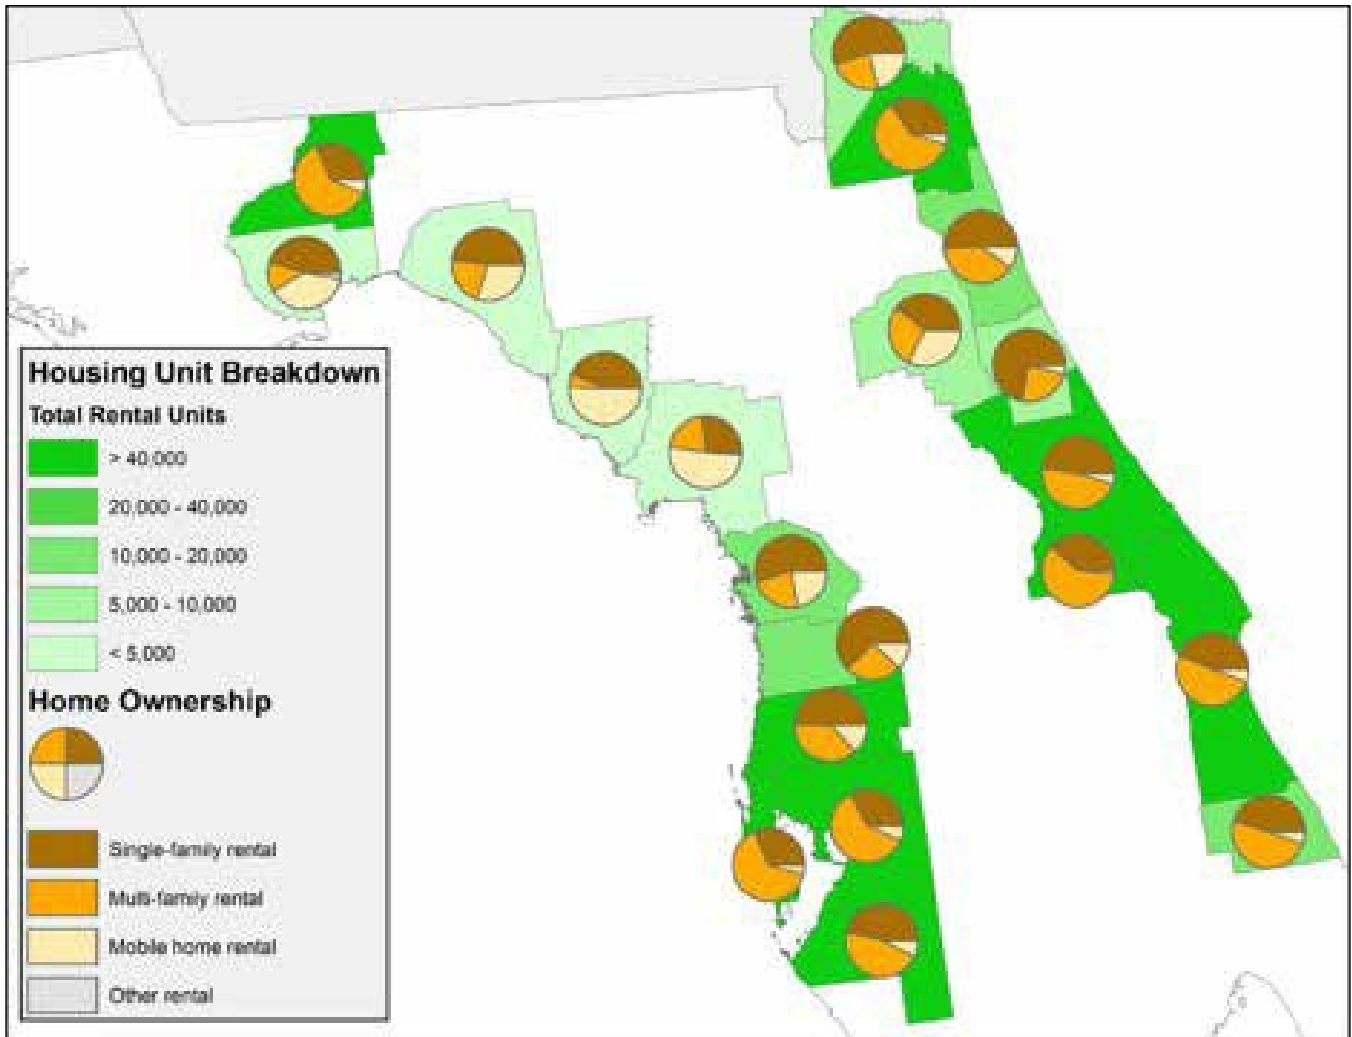 Housing Unit Breakdown
Total Rental Units
> 40,000
20,000 - 40,000
10,000 - 20,000
5,000 - 10,000
< 5,000
Home Ownership
Single-family rental
Multi-family rental
Mobile home rental
Other rental